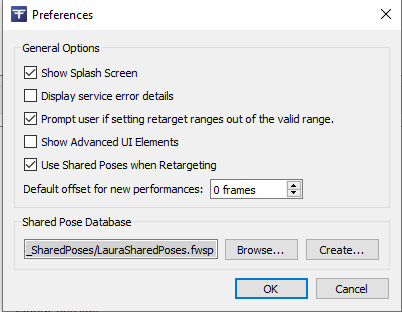 Preferences
General Options
Show Splash Screen
Display service error details
Prompt user if setting retarget ranges out of the valid range.
Show Advanced UI Elements
Use Shared Poses when Retargeting
Default offset for new performances: 0 frames
Shared Pose Database
_SharedPoses/LauraSharedPoses.fwsp Browse... Create...
OK Cancel